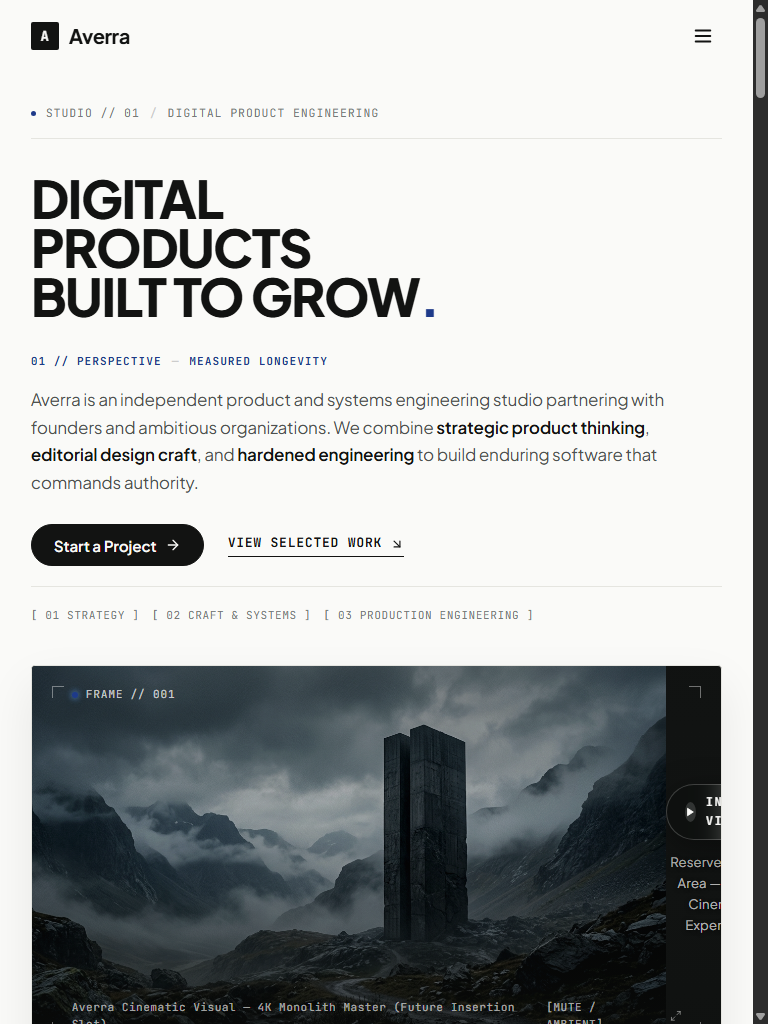 A Averra
STUDIO // 01 / DIGITAL PRODUCT ENGINEERING
DIGITAL
PRODUCTS
BUILT TO GROW.
01 // PERSPECTIVE — MEASURED LONGEVITY
Averra is an independent product and systems engineering studio partnering with
founders and ambitious organizations. We combine strategic product thinking,
editorial design craft, and hardened engineering to build enduring software that
commands authority.
Start a Project →
VIEW SELECTED WORK ↘
[ 01 STRATEGY ] [ 02 CRAFT & SYSTEMS ] [ 03 PRODUCTION ENGINEERING ]
FRAME // 001
IN
VI
Reserve
Area —
Ciner
Exper
Averra Cinematic Visual — 4K Monolith Master (Future Insertion
Slot)
[MUTE /
AMBIENT]